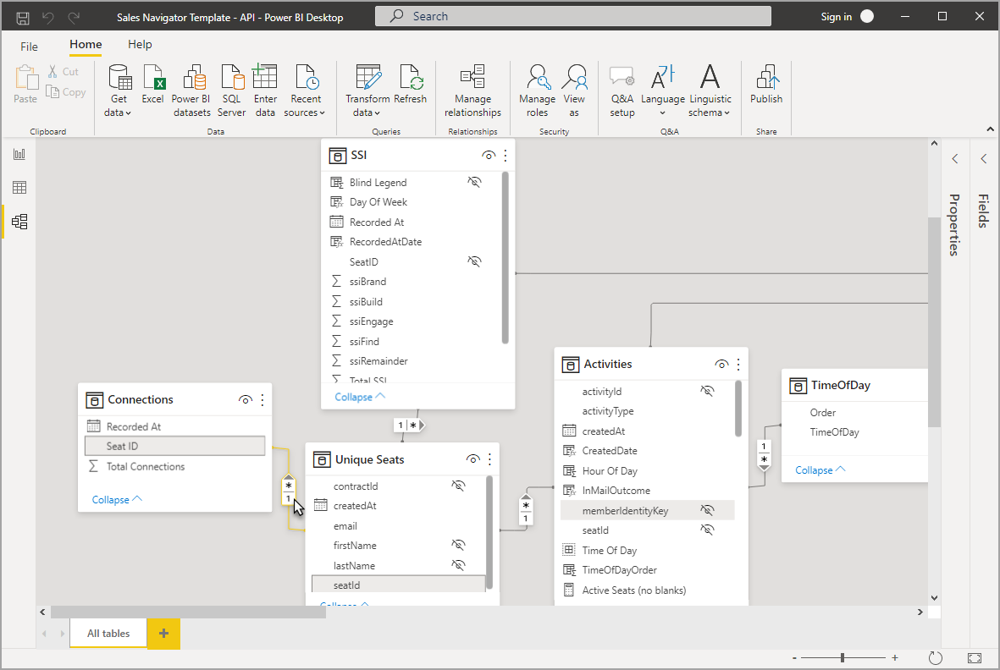 Sales Navigator Template - API - Power BI Desktop
Search
Sign in
File
Home
Help
Paste
Cut
Copy
Get data
Excel
Power BI datasets
SQL Server
Enter data
Recent sources
Transform data
Refresh
Manage relationships
Manage roles
View as
Q&A setup
Language
Linguistic schema
Publish
Clipboard
Data
Queries
Relationships
Security
Q&A
Share
SSI
Blind Legend
Day Of Week
Recorded At
RecordedAtDate
SeatID
ssiBrand
ssiBuild
ssiEngage
ssiFind
ssiRemainder
Total SSI
Collapse
1 *
Connections
Recorded At
Seat ID
Total Connections
Collapse
*
1
Unique Seats
contractId
createdAt
email
firstName
lastName
seatId
Collapse
*
1
Activities
activityId
activityType
createdAt
CreatedDate
Hour Of Day
InMailOutcome
memberIdentityKey
seatId
Time Of Day
TimeOfDayOrder
Active Seats (no blanks)
1
*
TimeOfDay
Order
TimeOfDay
Collapse
Properties
Fields
All tables
+
-
+